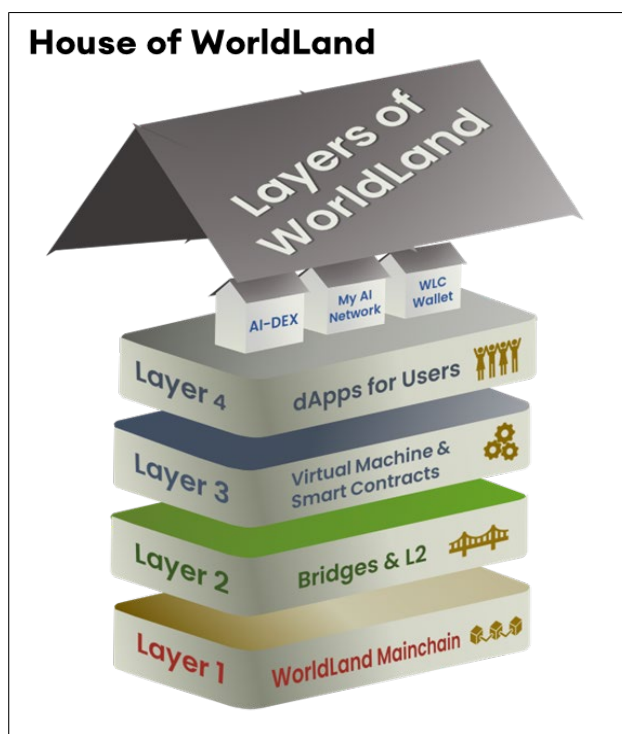 House of WorldLand
Layers of
WorldLand
AI-DEX
My AI
Network
WLC
Wallet
Layer 4
dApps for Users
Layer 3
Virtual Machine &
Smart Contracts
Layer 2
Bridges & L2
Layer 1
WorldLand Mainchain